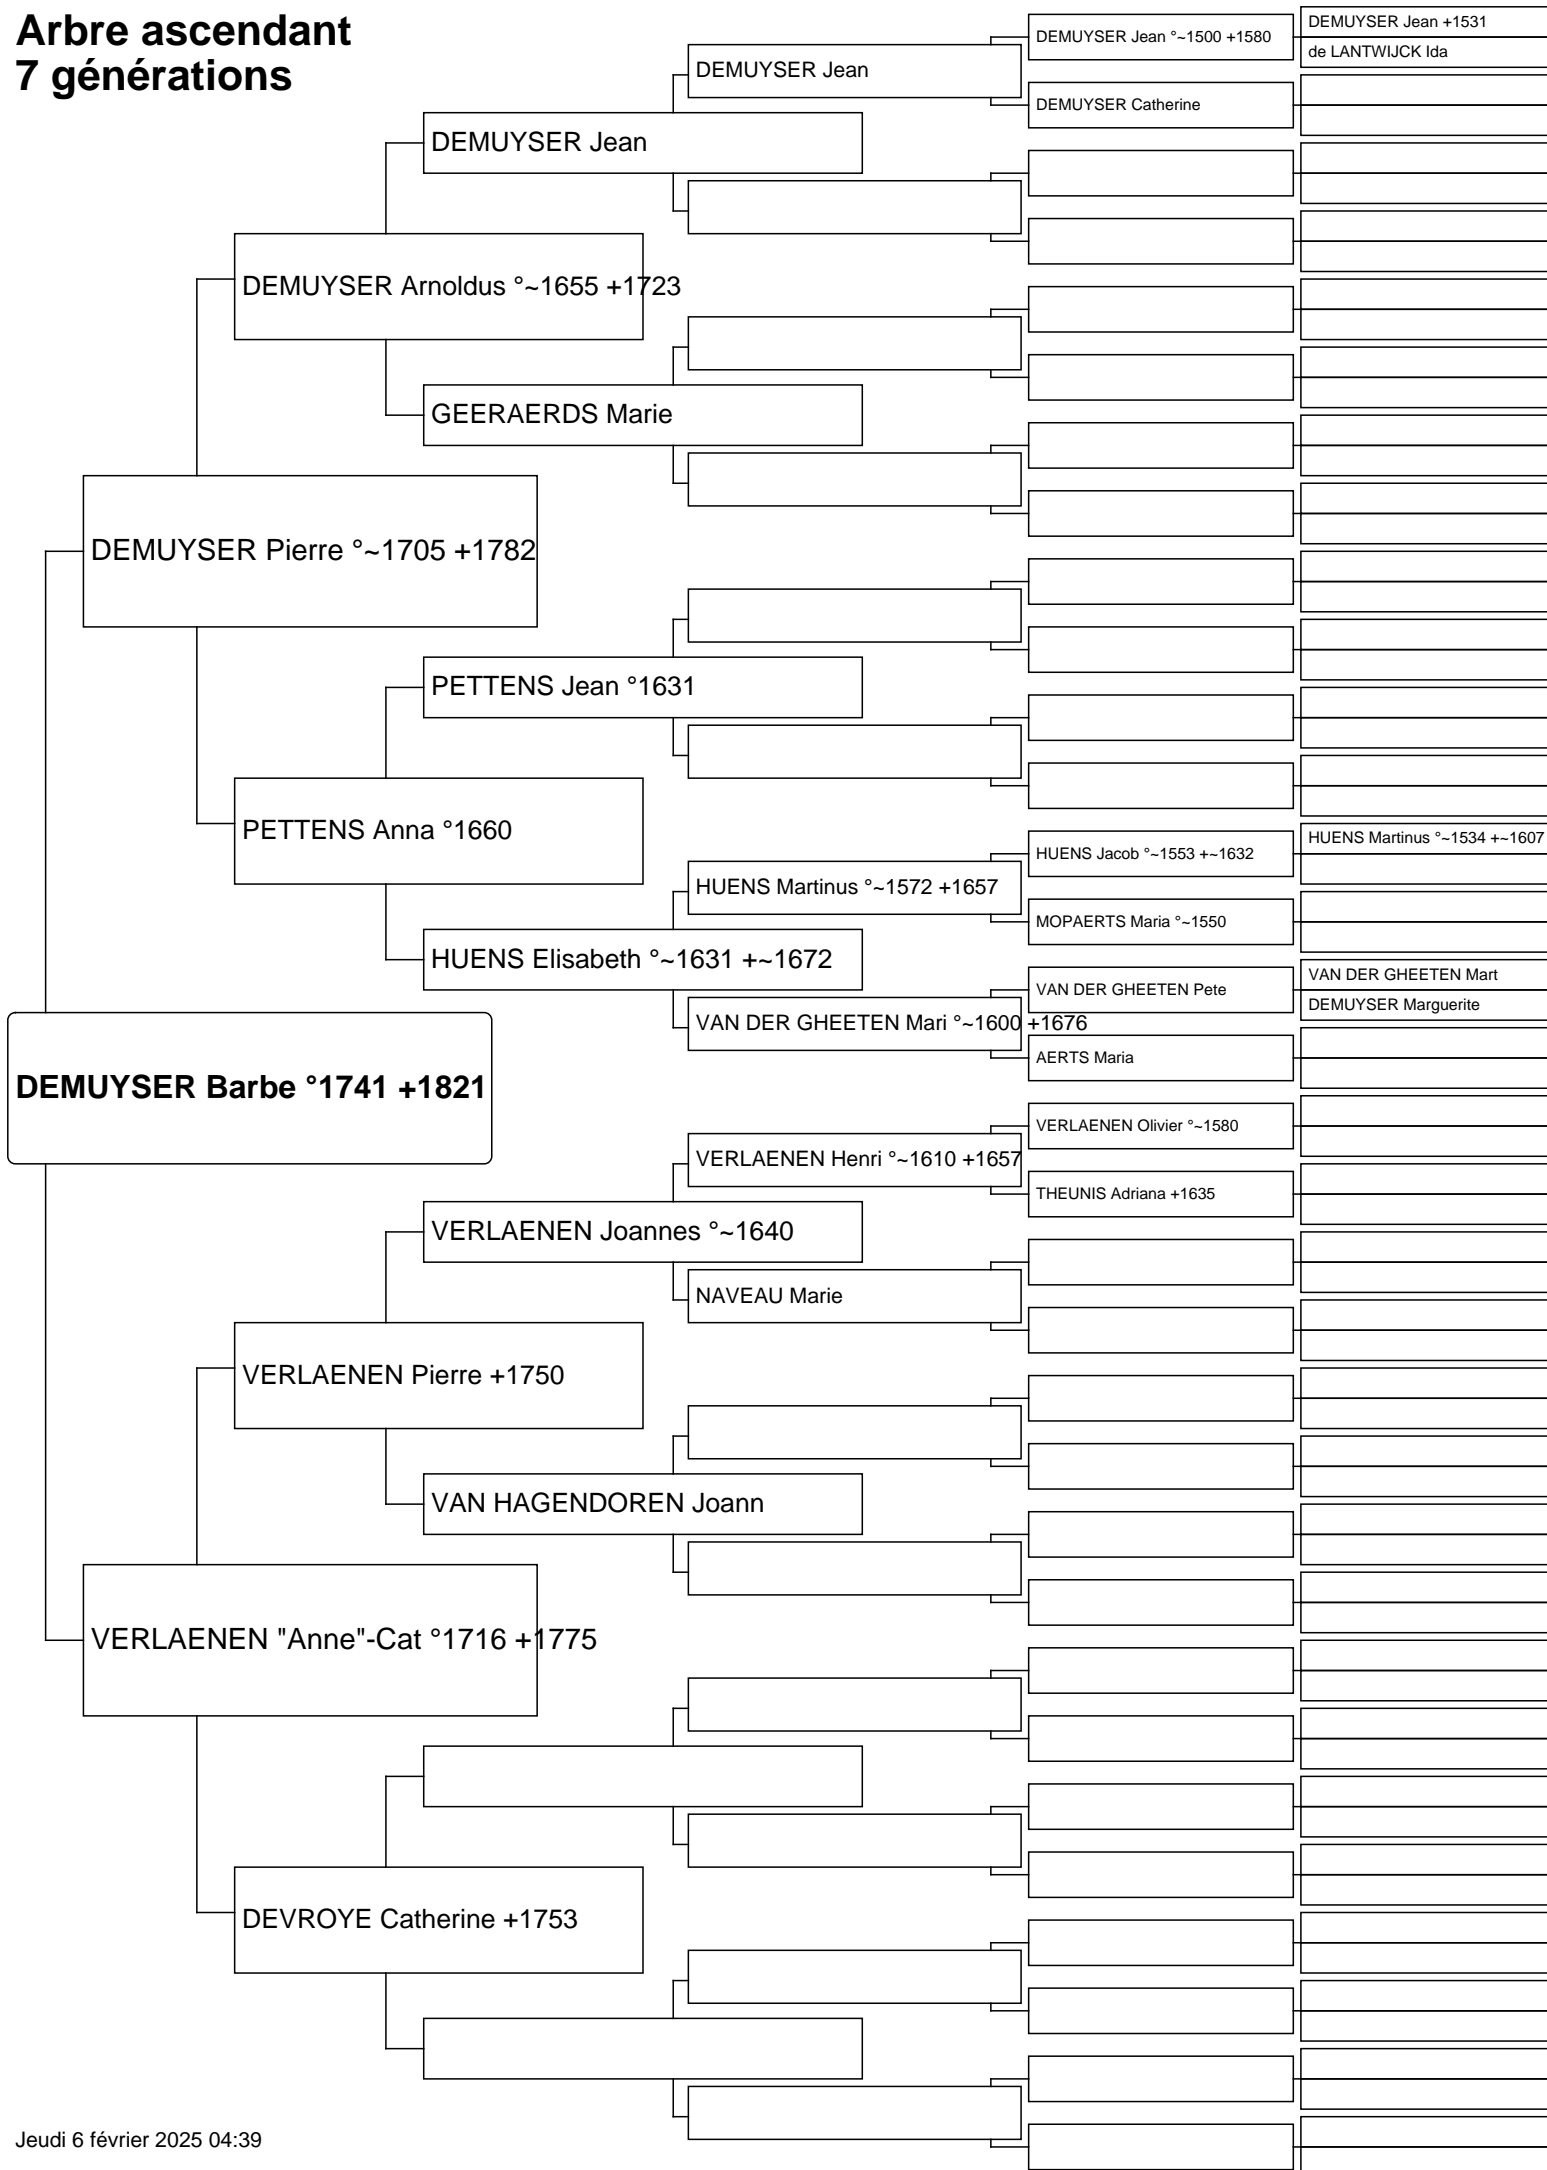 Arbre ascendant
7 générations
DEMUYSER Jean +1531
DEMUYSER Jean °~1500 +1580
de LANTWIJCK Ida
DEMUYSER Jean
DEMUYSER Catherine
DEMUYSER Jean
DEMUYSER Arnoldus °~1655 +1723
GEERAERDS Marie
DEMUYSER Pierre °~1705 +1782
PETTENS Jean °1631
PETTENS Anna °1660
HUENS Martinus °~1534 +~1607
HUENS Jacob °~1553 +~1632
HUENS Martinus °~1572 +1657
MOPAERTS Maria °~1550
HUENS Elisabeth °~1631 +~1672
VAN DER GHEETEN Mart
VAN DER GHEETEN Pete
DEMUYSER Marguerite
VAN DER GHEETEN Mari °~1600 +1676
AERTS Maria
DEMUYSER Barbe °1741 +1821
VERLAENEN Olivier °~1580
VERLAENEN Henri °~1610 +1657
THEUNIS Adriana +1635
VERLAENEN Joannes °~1640
NAVEAU Marie
VERLAENEN Pierre +1750
VAN HAGENDOREN Joann
VERLAENEN "Anne"-Cat °1716 +1775
DEVROYE Catherine +1753
Jeudi 6 février 2025 04:39